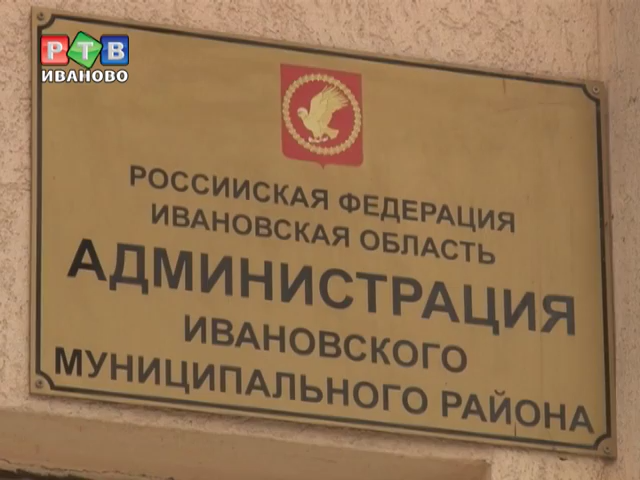 РТВ
ИВАНОВО
РОССИЙСКАЯ ФЕДЕРАЦИЯ
ИВАНОВСКАЯ ОБЛАСТЬ
АДМИНИСТРАЦИЯ
ИВАНОВСКОГО
МУНИЦИПАЛЬНОГО РАЙОНА